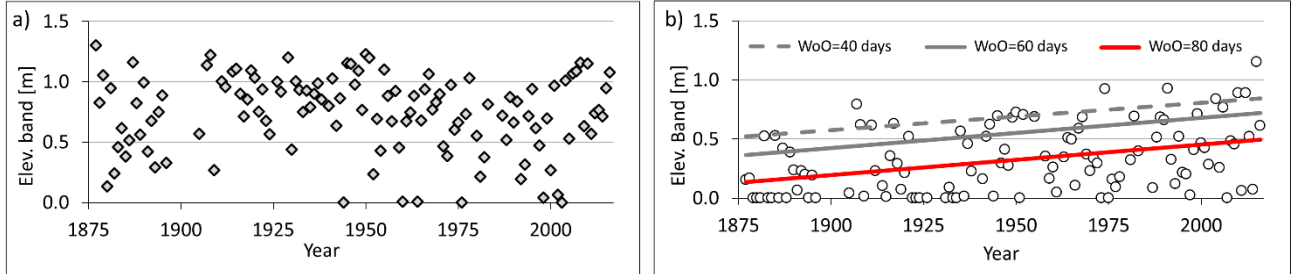 a)
1.5
1.0
0.5
0.0
Elev. band [m]
1875 1900 1925 1950 1975 2000
Year
b)
WoO=40 days WoO=60 days WoO=80 days
1.5
1.0
0.5
0.0
Elev. Band [m]
1875 1900 1925 1950 1975 2000
Year